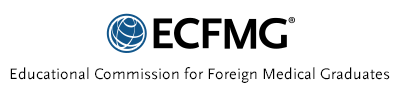 ECFMG®
Educational Commission for Foreign Medical Graduates